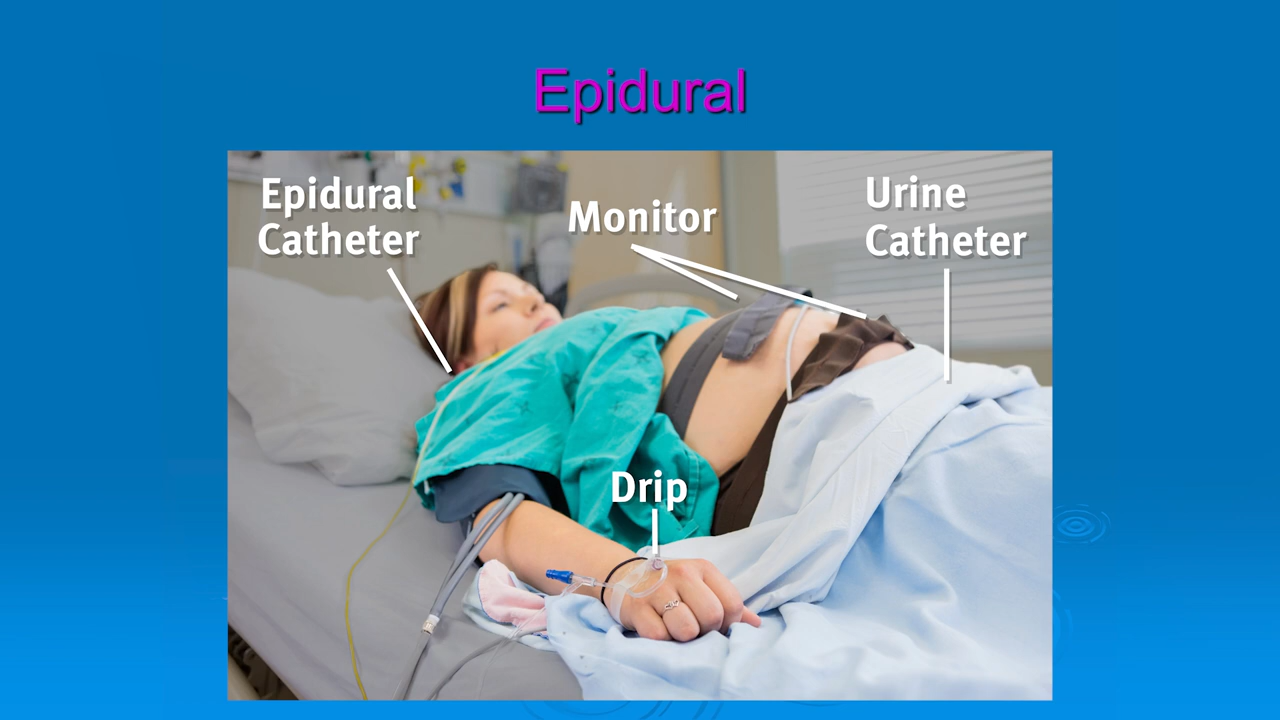 Epidural
Epidural
Catheter
Monitor
Urine
Catheter
Drip